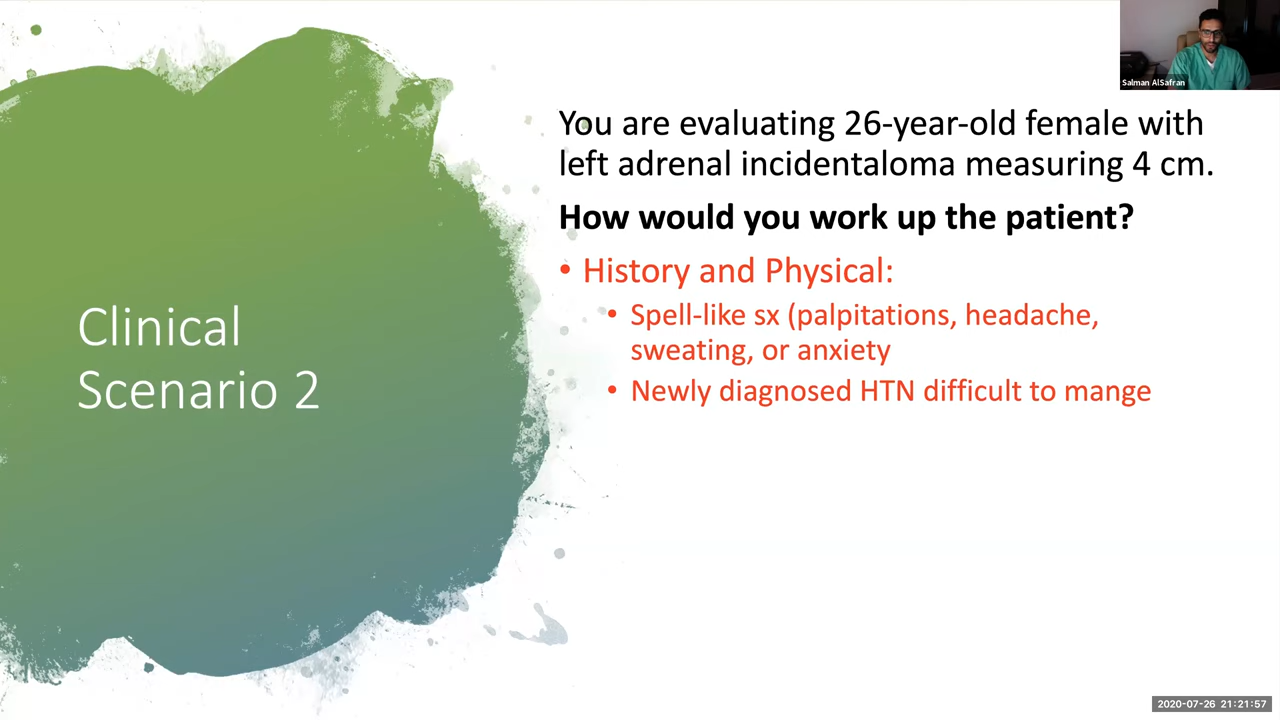 Salman AlSafran
You are evaluating 26-year-old female with
left adrenal incidentaloma measuring 4 cm.
How would you work up the patient?
• History and Physical:
• Spell-like sx (palpitations, headache,
sweating, or anxiety
• Newly diagnosed HTN difficult to mange
Clinical
Scenario 2
2020-07-26 21:21:57